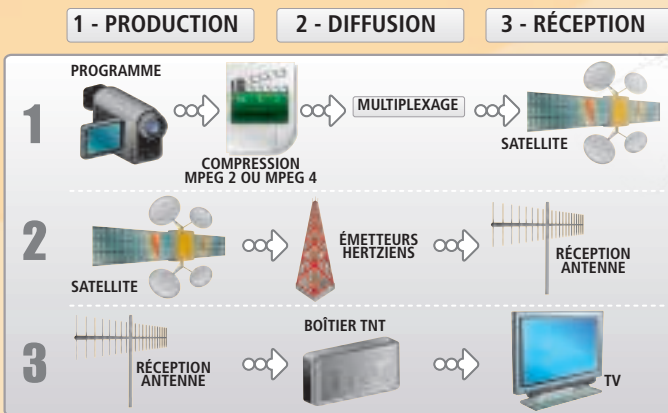 1 - PRODUCTION
2 - DIFFUSION
3 - RÉCEPTION
1
PROGRAMME
COMPRESSION
MPEG 2 OU MPEG 4
MULTIPLEXAGE
SATELLITE
2
SATELLITE
ÉMETTEURS
HERTZIENS
RÉCEPTION
ANTENNE
3
RÉCEPTION
ANTENNE
BOÎTIER TNT
TV